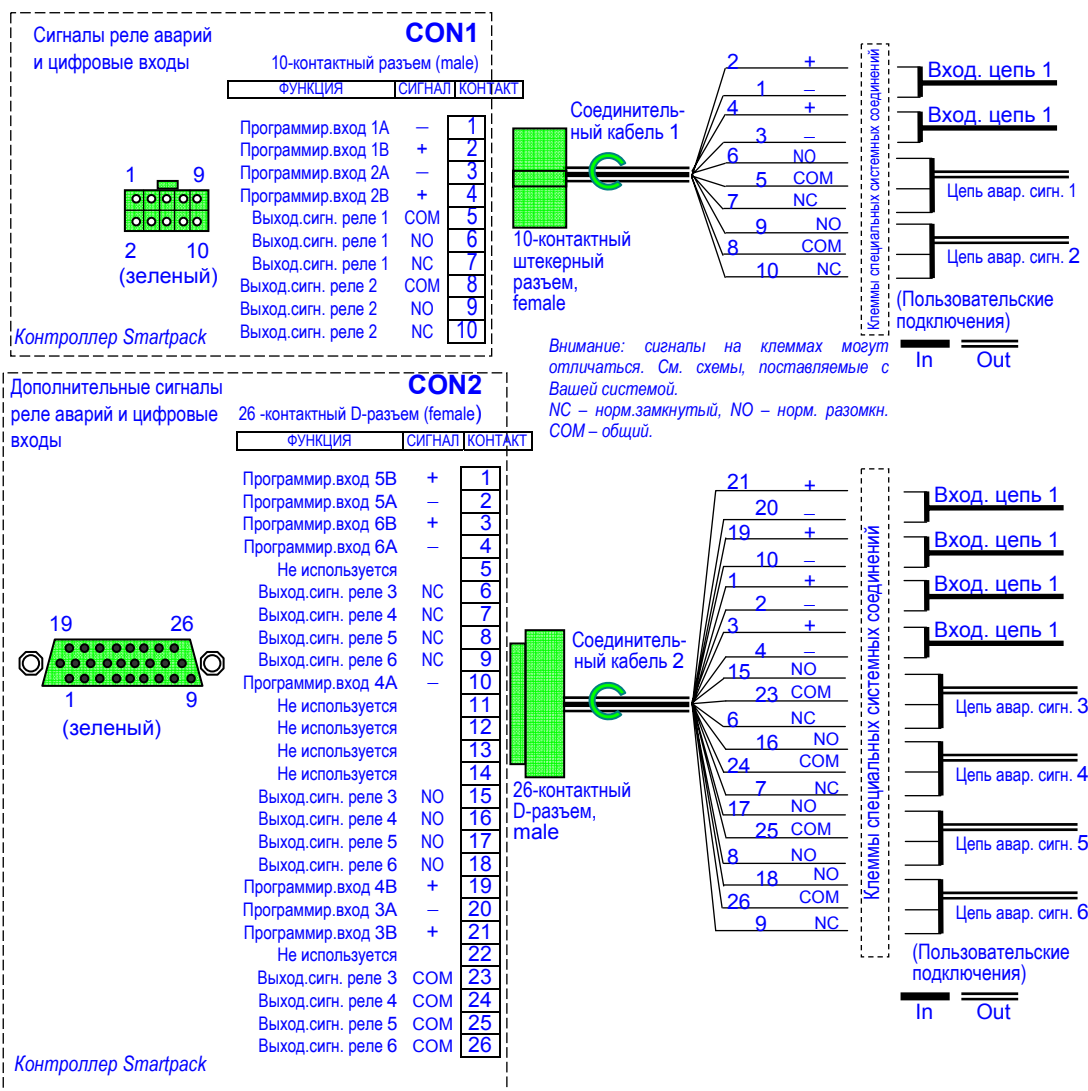 Сигналы реле аварий
и цифровые входы
CON1
10-контактный разъем (male)
ФУНКЦИЯ СИГНАЛ КОНТАКТ
Программир.вход 1A – 1
Программир.вход 1B + 2
Программир.вход 2A – 3
Программир.вход 2B + 4
Выход.сигн. реле 1 COM 5
Выход.сигн. реле 1 NO 6
Выход.сигн. реле 1 NC 7
Выход.сигн. реле 2 COM 8
Выход.сигн. реле 2 NO 9
Выход.сигн. реле 2 NC 10
1 9
2 10
(зеленый)
Контроллер Smartpack
Соединитель-
ный кабель 1
10-контактный
штекерный
разъем,
female
2 +
1 –
4 +
3 –
6 NO
5 COM
7 NC
9 NO
8 COM
10 NC
Клеммы специальных системных соединений
Вход. цепь 1
Вход. цепь 1
Цепь авар. сигн. 1
Цепь авар. сигн. 2
(Пользовательские
подключения)
In Out
Внимание: сигналы на клеммах могут
отличаться. См. схемы, поставляемые с
Вашей системой.
NC – норм.замкнутый, NO – норм. разомкн.
COM – общий.
Дополнительные сигналы
реле аварий и цифровые
входы
CON2
26 -контактный D-разъем (female)
ФУНКЦИЯ СИГНАЛ КОНТАКТ
Программир.вход 5B + 1
Программир.вход 5A – 2
Программир.вход 6B + 3
Программир.вход 6A – 4
Не используется 5
Выход.сигн. реле 3 NC 6
Выход.сигн. реле 4 NC 7
Выход.сигн. реле 5 NC 8
Выход.сигн. реле 6 NC 9
Программир.вход 4A – 10
Не используется 11
Не используется 12
Не используется 13
Не используется 14
Выход.сигн. реле 3 NO 15
Выход.сигн. реле 4 NO 16
Выход.сигн. реле 5 NO 17
Выход.сигн. реле 6 NO 18
Программир.вход 4B + 19
Программир.вход 3A – 20
Программир.вход 3B + 21
Не используется 22
Выход.сигн. реле 3 COM 23
Выход.сигн. реле 4 COM 24
Выход.сигн. реле 5 COM 25
Выход.сигн. реле 6 COM 26
19 26
1 9
(зеленый)
Контроллер Smartpack
Соединитель-
ный кабель 2
26-контактный
D-разъем,
male
21 +
20 –
19 +
10 –
1 +
2 –
3 +
4 –
15 NO
23 COM
6 NC
16 NO
24 COM
7 NC
17 NO
25 COM
8 NO
18 NO
26 COM
9 NC
Клеммы специальных системных соединений
Вход. цепь 1
Вход. цепь 1
Вход. цепь 1
Вход. цепь 1
Цепь авар. сигн. 3
Цепь авар. сигн. 4
Цепь авар. сигн. 5
Цепь авар. сигн. 6
(Пользовательские
подключения)
In Out